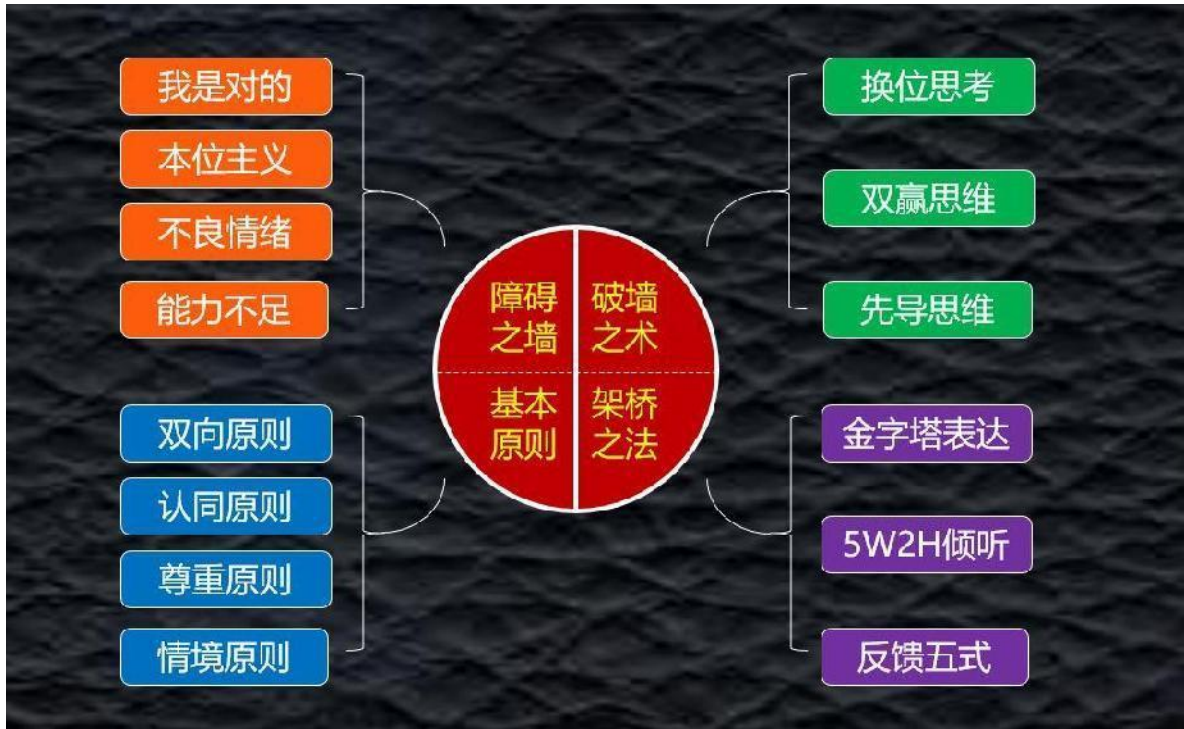 我是对的
本位主义
不良情绪
能力不足
双向原则
认同原则
尊重原则
情境原则
障碍
之墙
破墙
之术
基本
原则
架桥
之法
换位思考
双赢思维
先导思维
金字塔表达
5W2H倾听
反馈五式